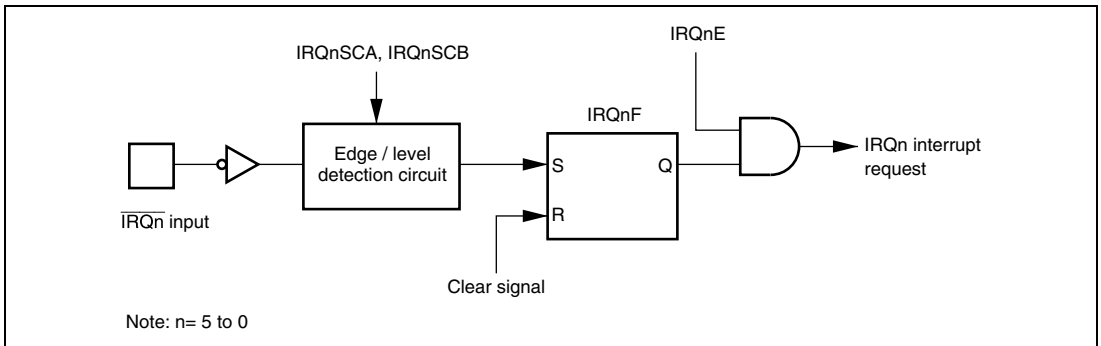 IRQnE
IRQnSCA, IRQnSCB
IRQnF
Edge / level
detection circuit
S
Q
IRQn interrupt
request
R
IRQn input
Clear signal
Note: n= 5 to 0